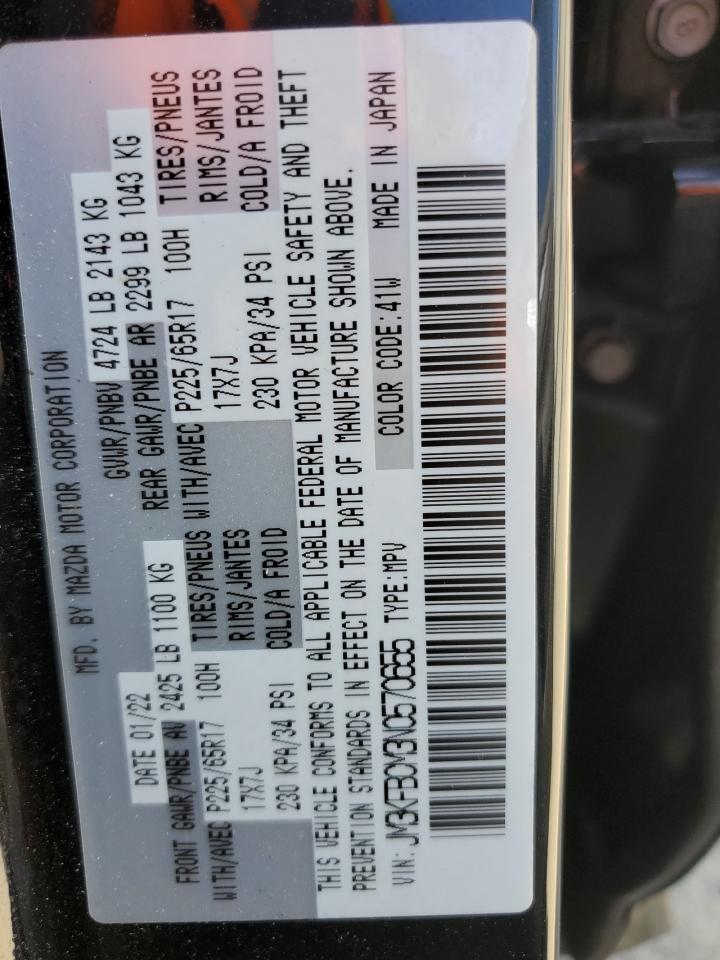 MFD. BY MAZDA MOTOR CORPORATION
DATE 01/22 GVWR/PNBV 4724 LB 2143 KG
FRONT GAWR/PNBE AV 2425 LB 1100 KG REAR GAWR/PNBE AR 2299 LB 1043 KG
WITH/AVEC P225/65R17 100H TIRES/PNEUS WITH/AVEC P225/65R17 100H TIRES/PNEUS
17X7J RIMS/JANTES 17X7J RIMS/JANTES
230 KPA/34 PSI COLD/A FROID 230 KPA/34 PSI COLD/A FROID
THIS VEHICLE CONFORMS TO ALL APPLICABLE FEDERAL MOTOR VEHICLE SAFETY AND THEFT
PREVENTION STANDARDS IN EFFECT ON THE DATE OF MANUFACTURE SHOWN ABOVE.
VIN: JM3KFBCM3N0570655 TYPE:MPV COLOR CODE:41W MADE IN JAPAN